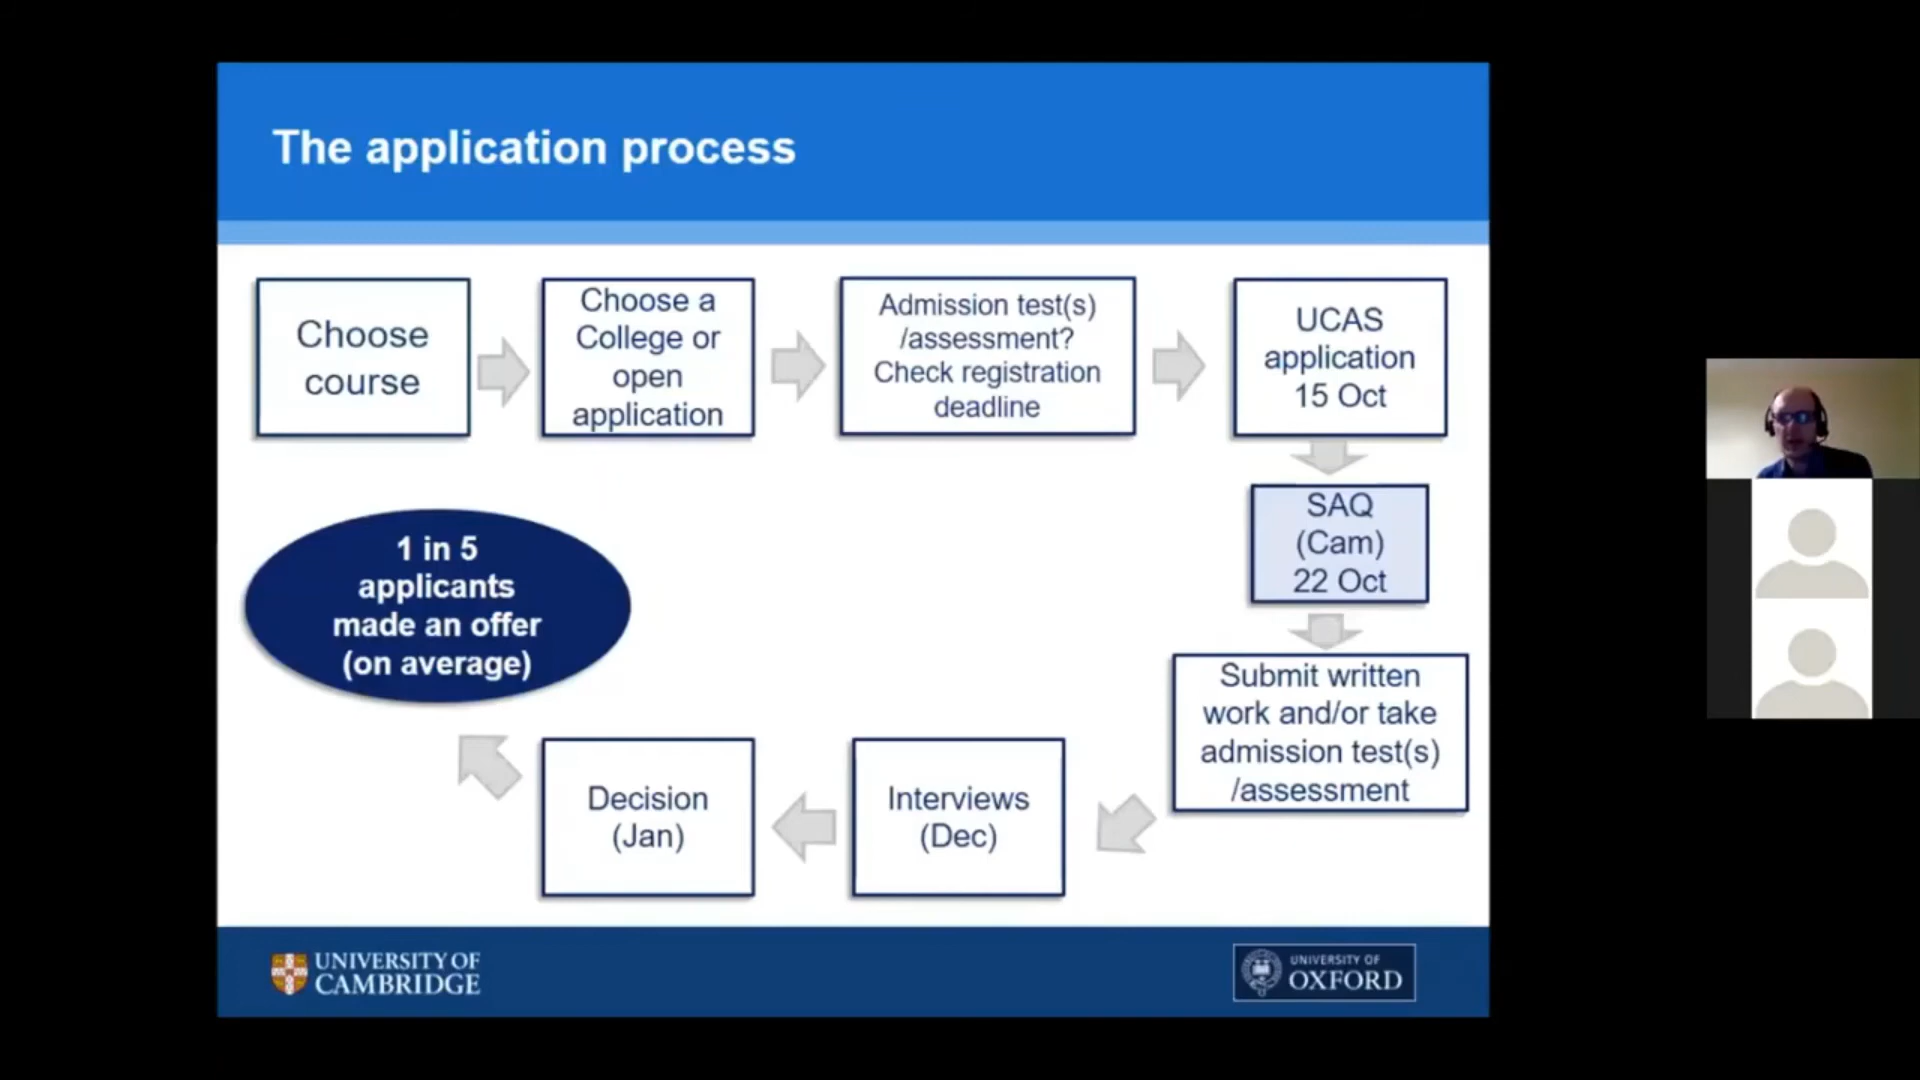 The application process
Choose
course
Choose a
College or
open
application
Admission test(s)
/assessment?
Check registration
deadline
UCAS
application
15 Oct
SAQ
(Cam)
22 Oct
Submit written
work and/or take
admission test(s)
/assessment
Interviews
(Dec)
Decision
(Jan)
1 in 5
applicants
made an offer
(on average)
UNIVERSITY OF
CAMBRIDGE
UNIVERSITY OF
OXFORD